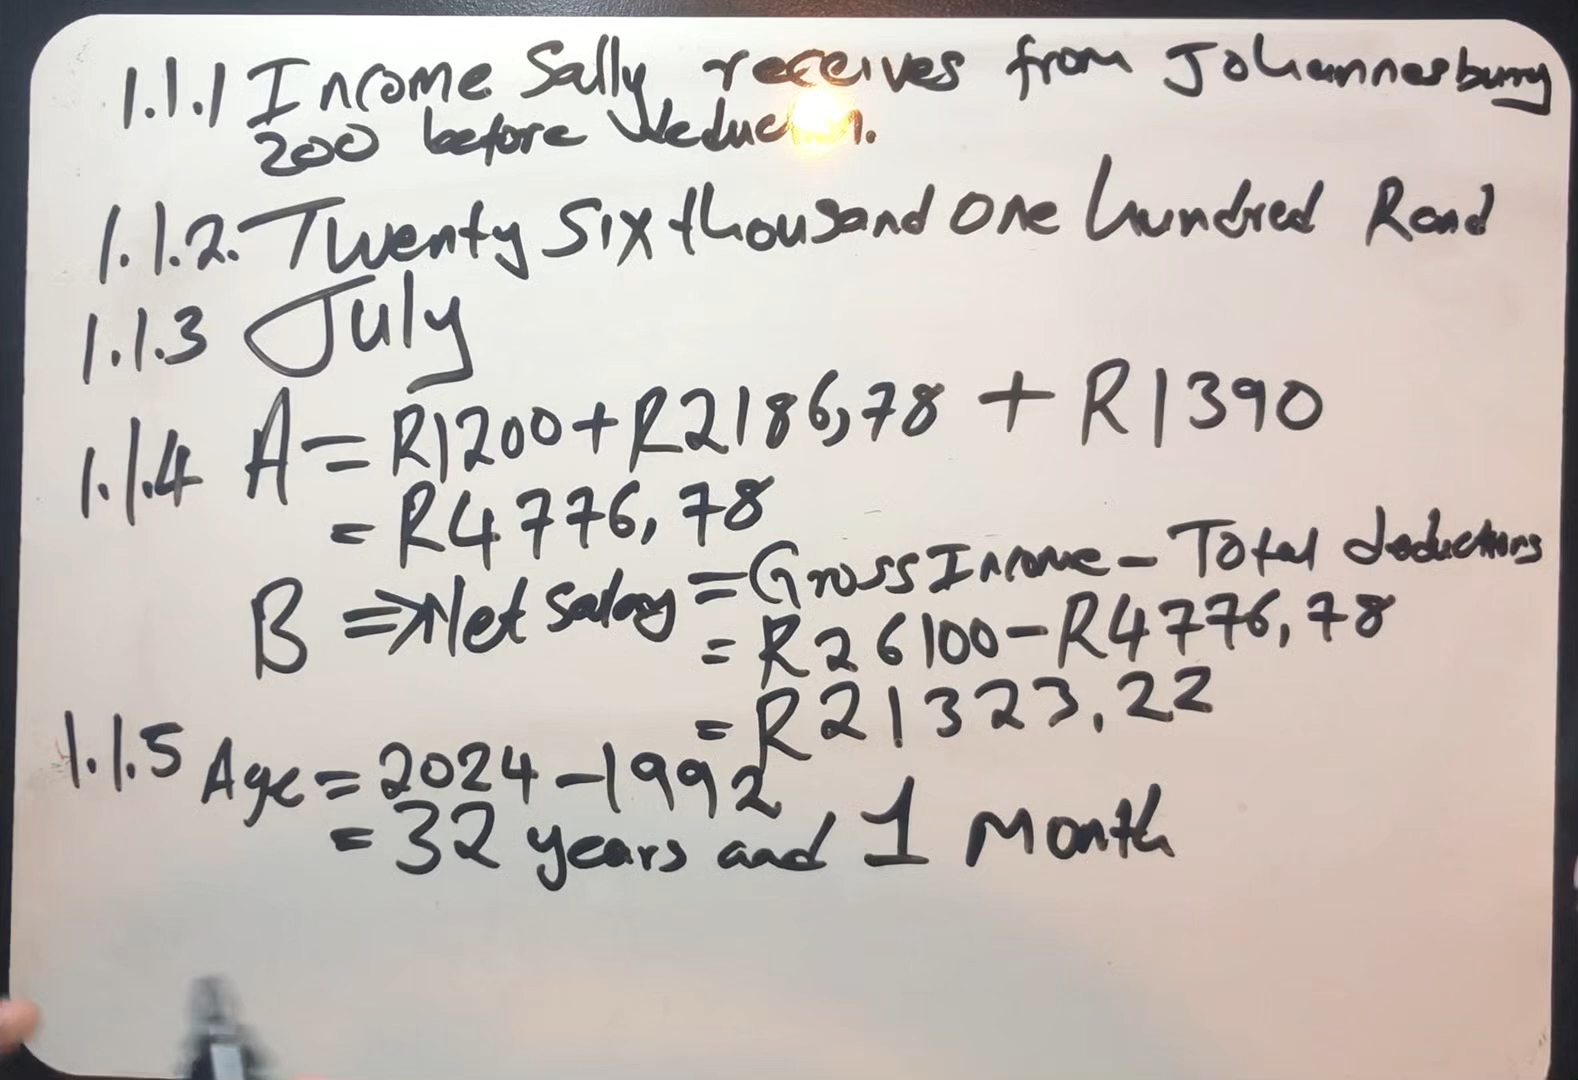 1.1.1 Income Sally receives from Johannesburg
200 before
1.1.2. Twenty Six thousand one hundred Rand
1.1.3 July
1.1.4 A = R1200 + R2186,78 + R1390
= R4776,78
B ⇒ Net Salary = Gross Income - Total deductions
= R26100 - R4776,78
= R21323,22
1.1.5 Age = 2024 - 1992
= 32 years and 1 Month